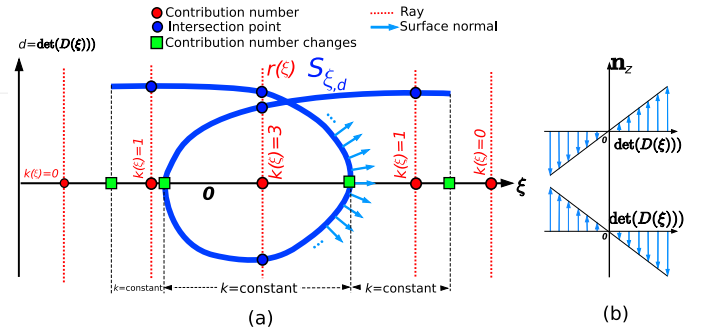 Contribution number
Ray
Intersection point
Surface normal
Contribution number changes
d=det(D(ξ)))
r(ξ)
S_ξ,d
n_z
k(ξ)=0
k(ξ)=1
k(ξ)=3
k(ξ)=1
k(ξ)=0
...
...
0
ξ
0
det(D(ξ)))
det(D(ξ)))
0
k=constant
k=constant
k=constant
(a)
(b)